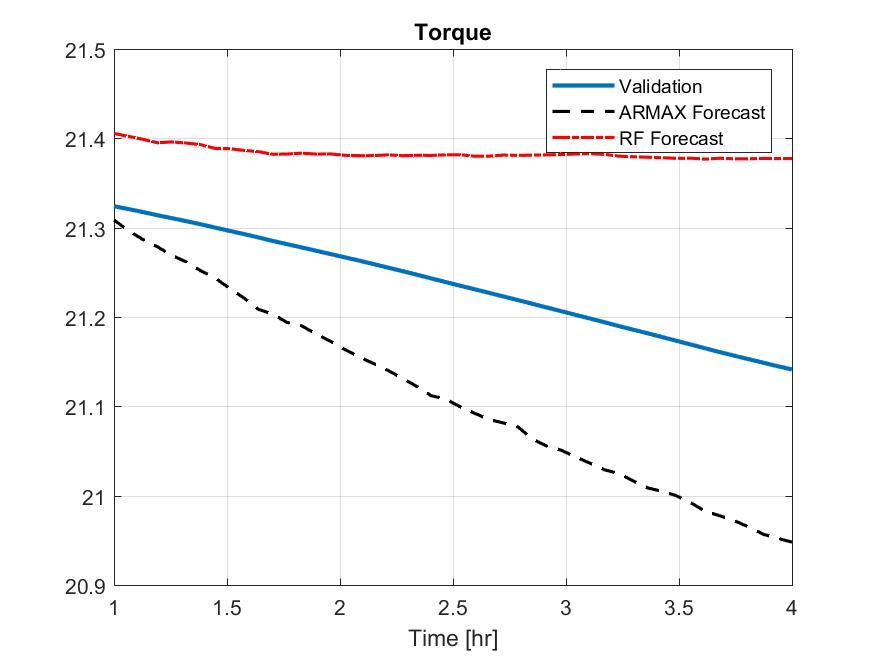 Torque
21.5
21.4
21.3
21.2
21.1
21
20.9
Validation
ARMAX Forecast
RF Forecast
1 1.5 2 2.5 3 3.5 4
Time [hr]